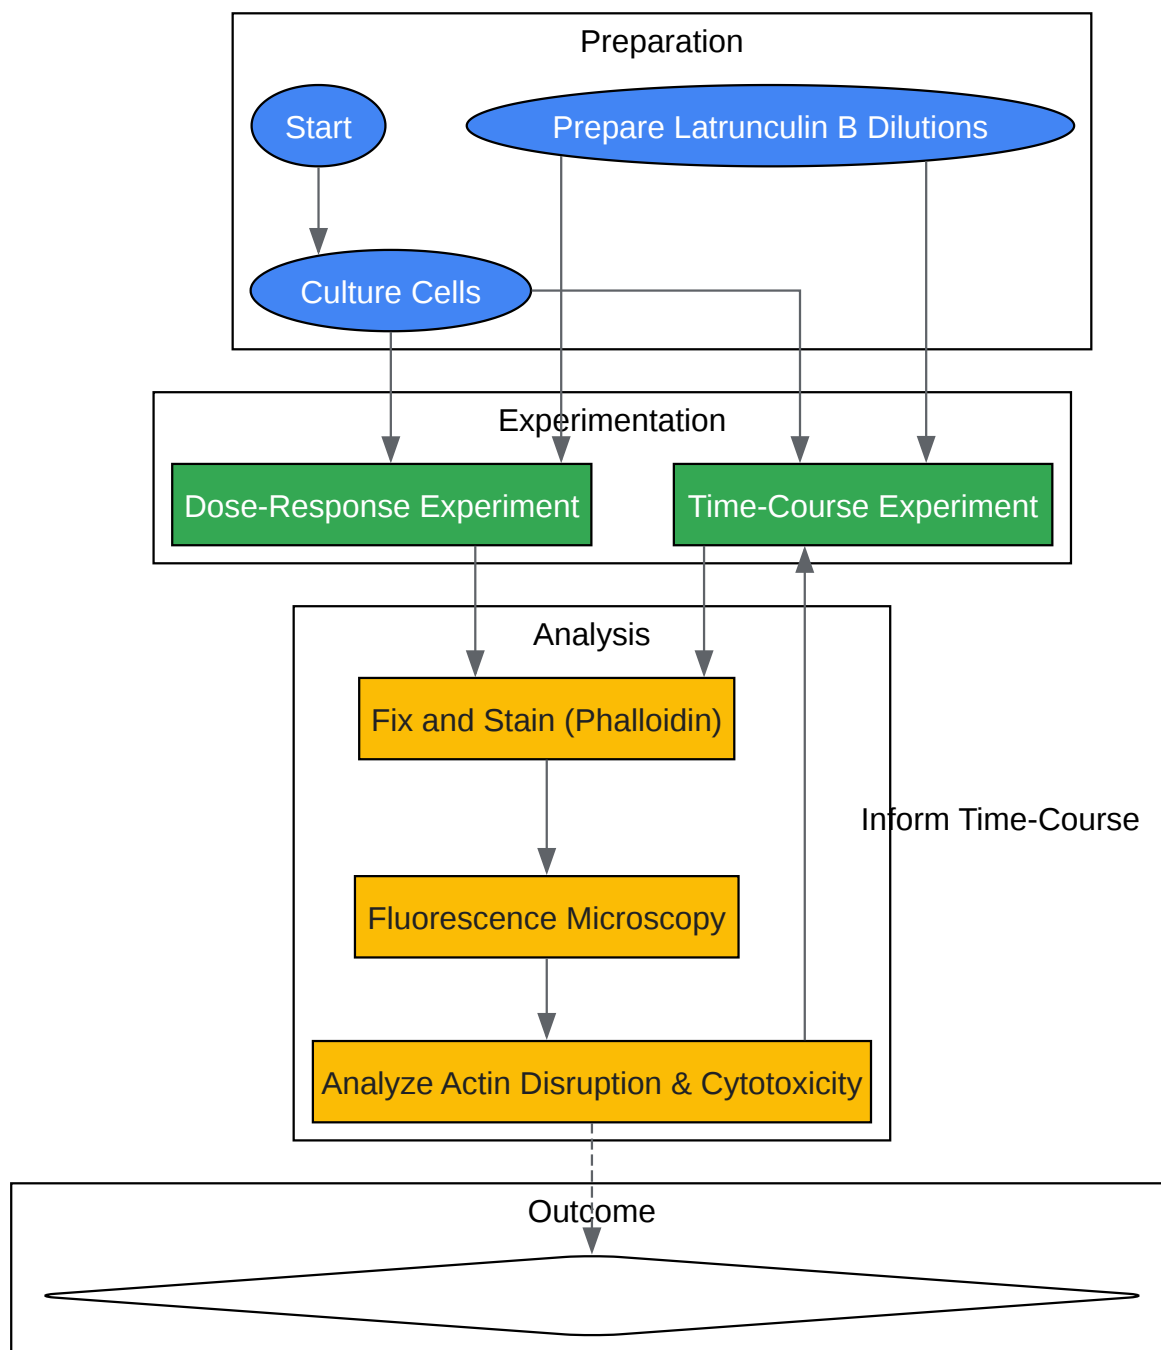 Preparation
Start
Prepare Latrunculin B Dilutions
Culture Cells
Experimentation
Dose-Response Experiment
Time-Course Experiment
Analysis
Fix and Stain (Phalloidin)
Inform Time-Course
Fluorescence Microscopy
Analyze Actin Disruption & Cytotoxicity
Outcome